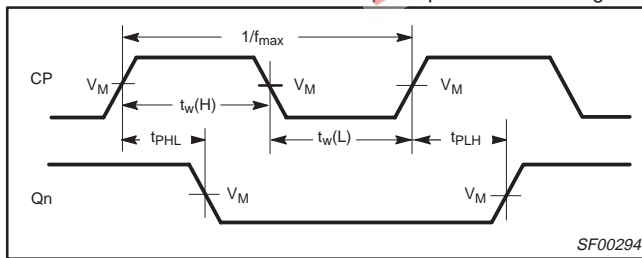 1/fmax
CP
VM VM VM
tw(H)
tPHL tw(L) tPLH
Qn VM VM
SF00294